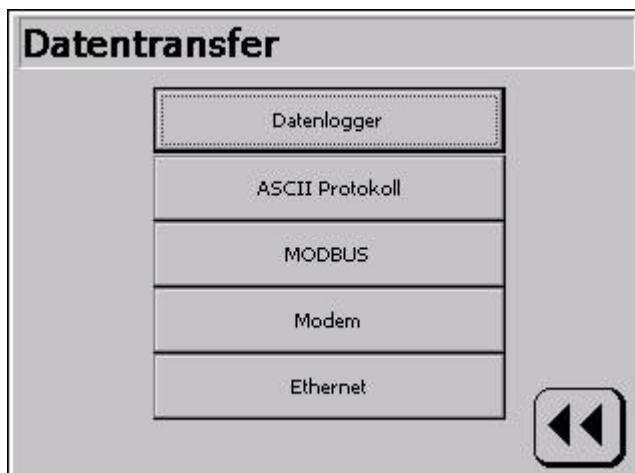 Datentransfer
Datenlogger
ASCII Protokoll
MODBUS
Modem
Ethernet